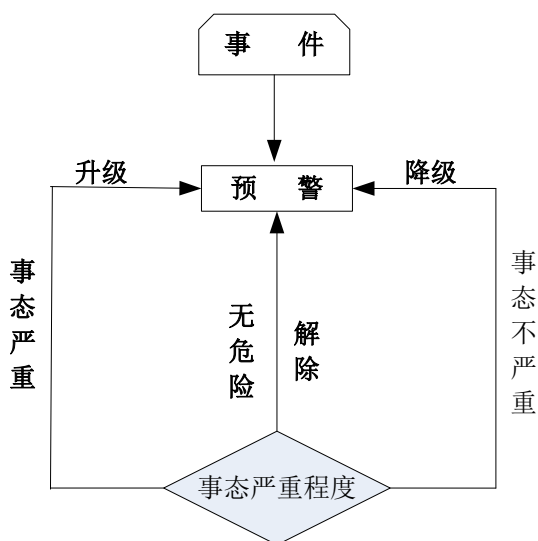 事 件
升级
降级
预 警
事态严重
无危险
解除
事态不严重
事态严重程度